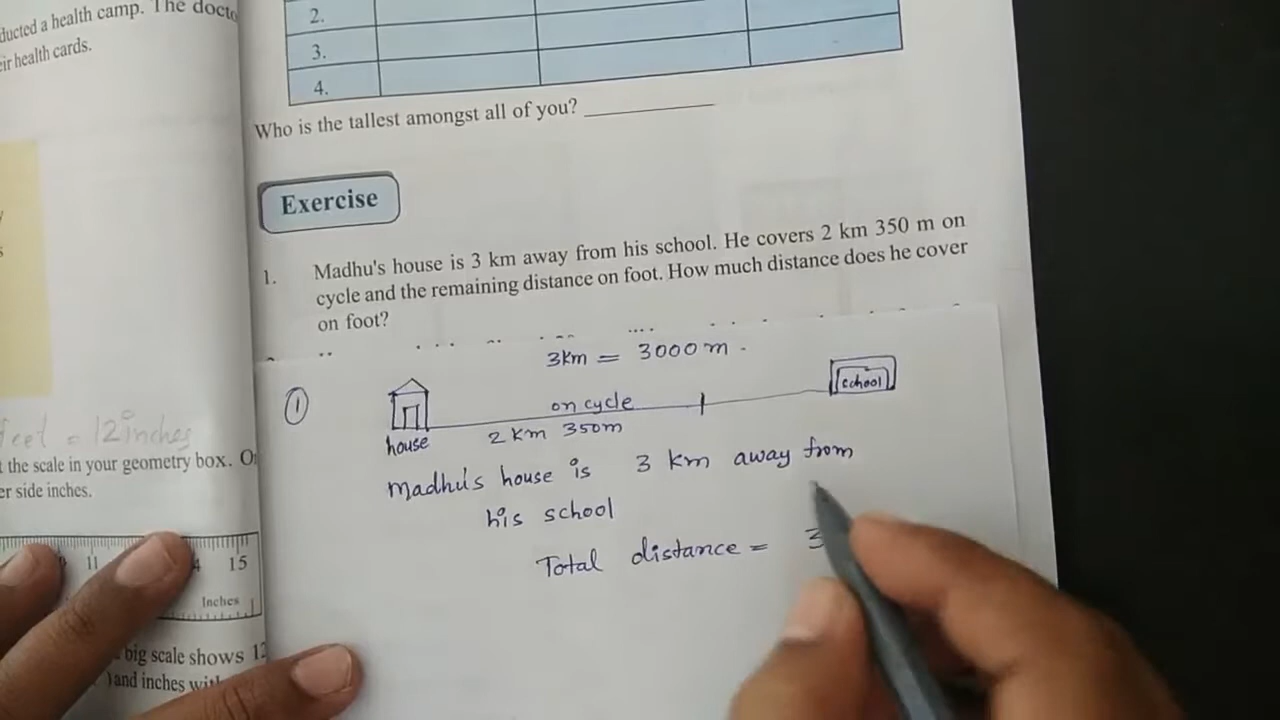 ducted a health camp. The docto
eir health cards.
2.
3.
4.
Who is the tallest amongst all of you?
Exercise
1. Madhu's house is 3 km away from his school. He covers 2 km 350 m on
cycle and the remaining distance on foot. How much distance does he cover
on foot?
3km = 3000m.
①
school
on cycle
house
2 km 350m
Madhu's house is 3 km away from
his school
Total distance = 3
feet = 12 inches
t the scale in your geometry box. O
er side inches.
11
4 15
Inches
big scale shows 12
) and inches wit